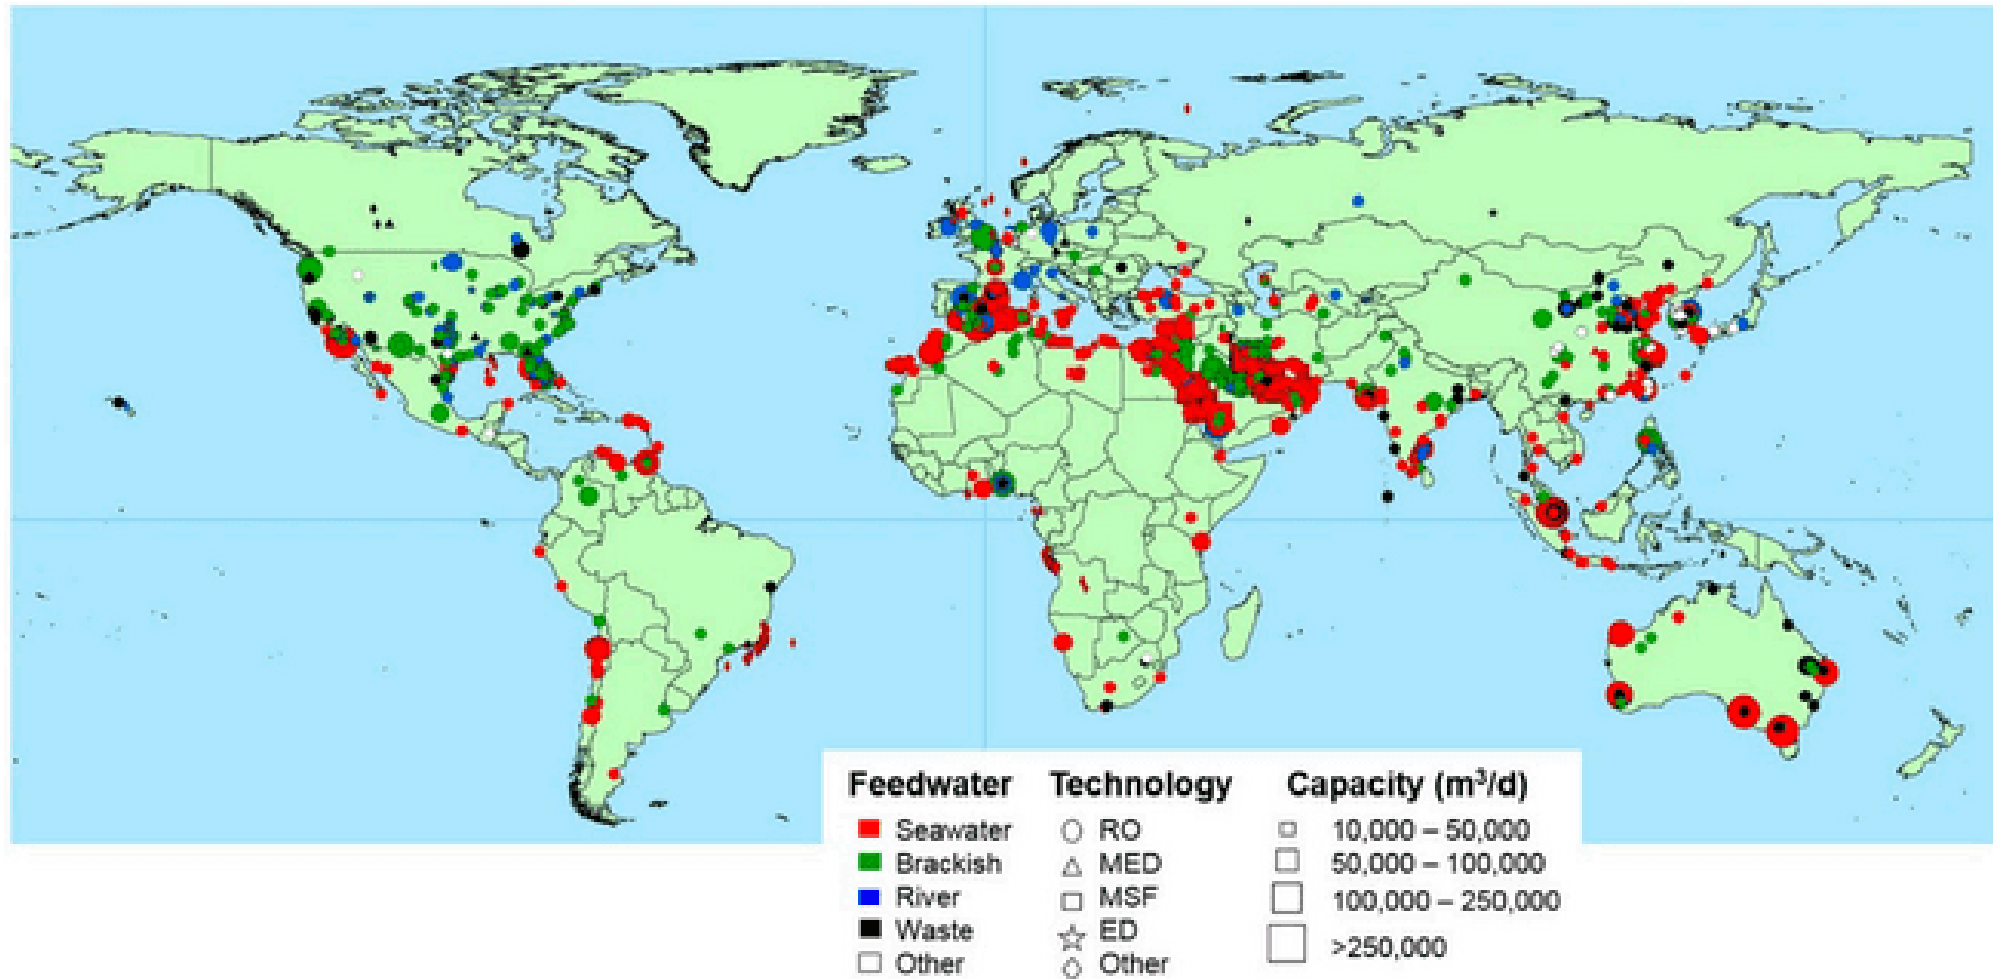 Feedwater Technology Capacity (m³/d)
Seawater RO 10,000 – 50,000
Brackish MED 50,000 – 100,000
River MSF 100,000 – 250,000
Waste ED >250,000
Other Other